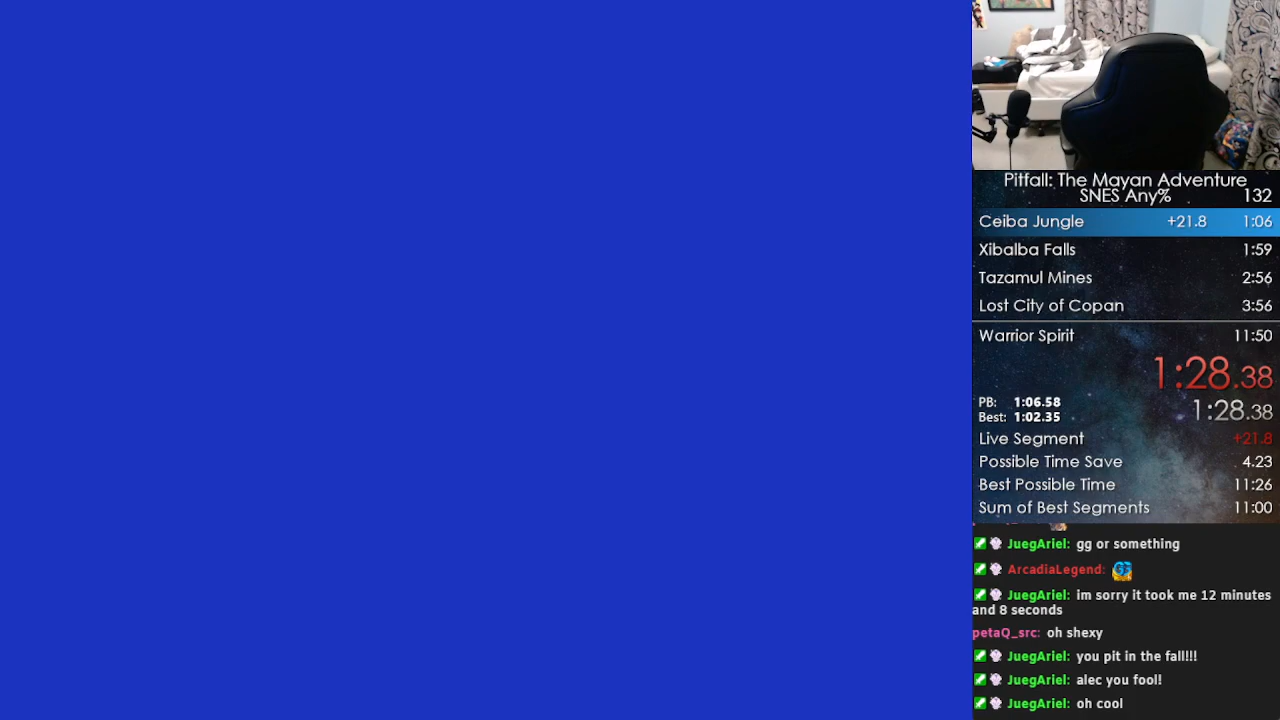 Pitfall: The Mayan Adventure
SNES Any% 132
Ceiba Jungle +21.8 1:06
Xibalba Falls 1:59
Tazamul Mines 2:56
Lost City of Copan 3:56
Warrior Spirit 11:50
1:28.38
PB: 1:06.58
Best: 1:02.35
1:28.38
Live Segment +21.8
Possible Time Save 4.23
Best Possible Time 11:26
Sum of Best Segments 11:00
JuegAriel: gg or something
ArcadiaLegend: GF
JuegAriel: im sorry it took me 12 minutes
and 8 seconds
petaQ_src: oh shexy
JuegAriel: you pit in the fall!!!
JuegAriel: alec you fool!
JuegAriel: oh cool